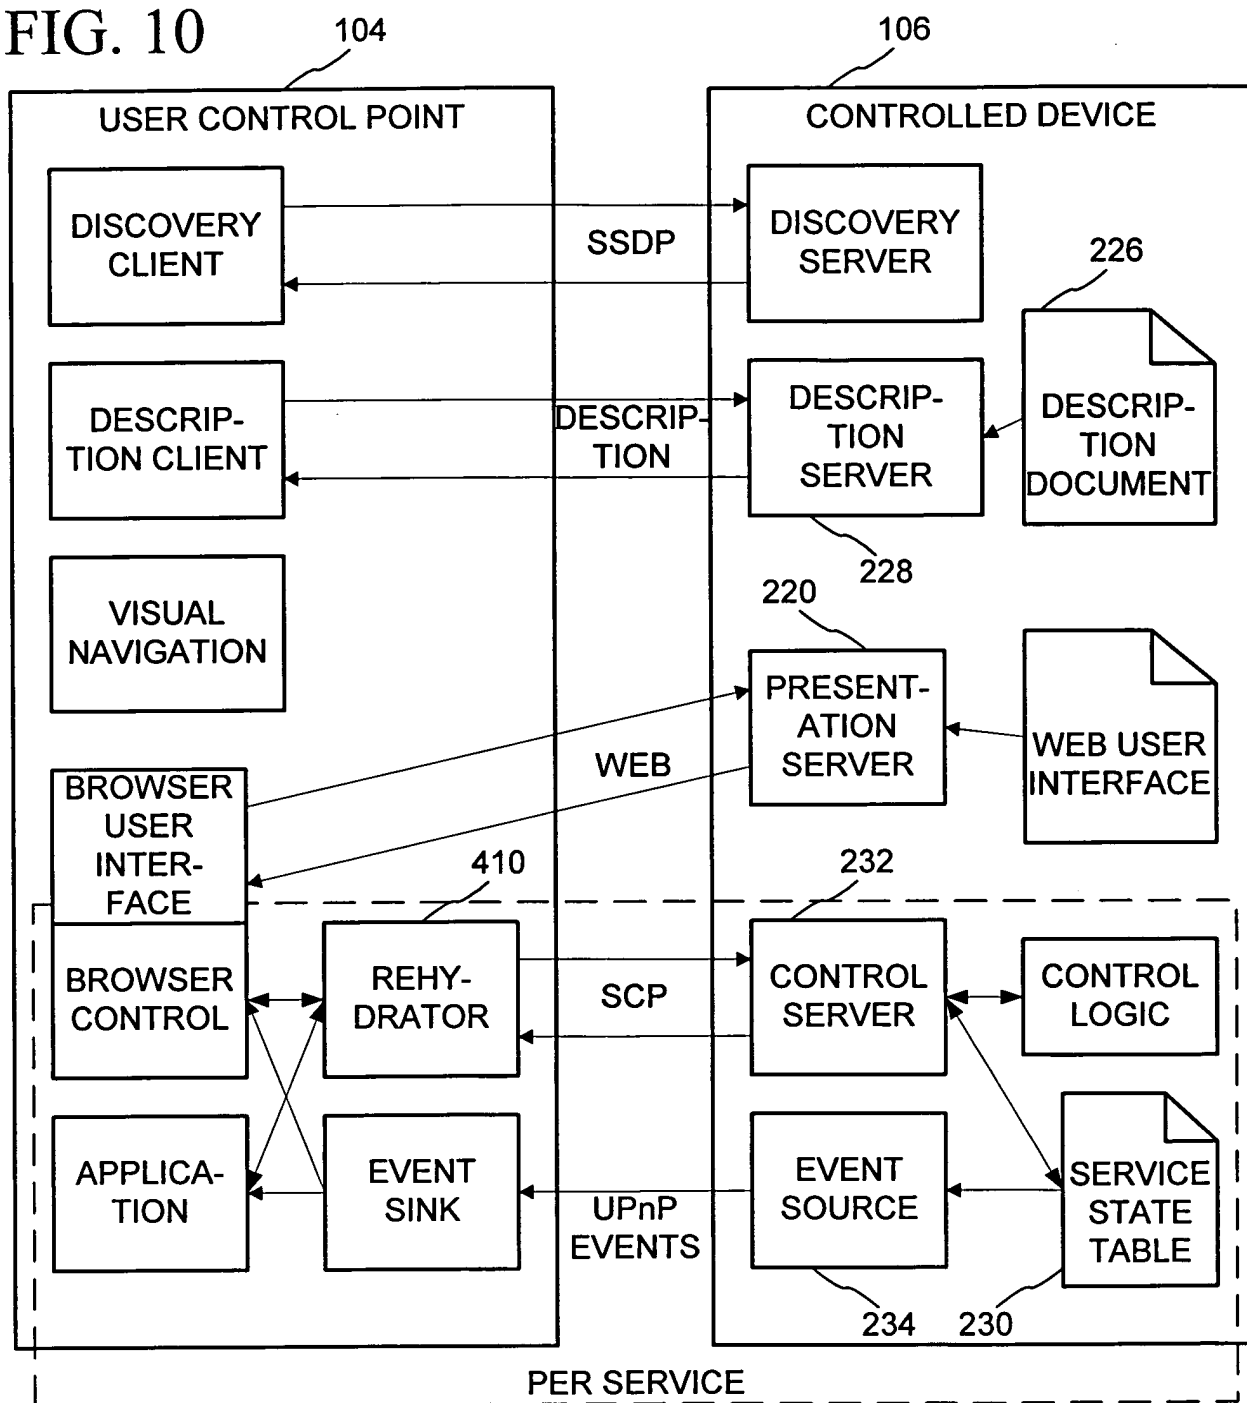 FIG. 10
104
106
USER CONTROL POINT
CONTROLLED DEVICE
DISCOVERY
CLIENT
SSDP
DISCOVERY
SERVER
226
DESCRIP-
TION CLIENT
DESCRIP-
TION
DESCRIP-
TION
SERVER
DESCRIP-
TION
DOCUMENT
228
VISUAL
NAVIGATION
220
PRESENT-
ATION
SERVER
WEB USER
INTERFACE
WEB
BROWSER
USER
INTER-
FACE
410
232
BROWSER
CONTROL
REHY-
DRATOR
SCP
CONTROL
SERVER
CONTROL
LOGIC
APPLICA-
TION
EVENT
SINK
UPnP
EVENTS
EVENT
SOURCE
SERVICE
STATE
TABLE
234
230
PER SERVICE